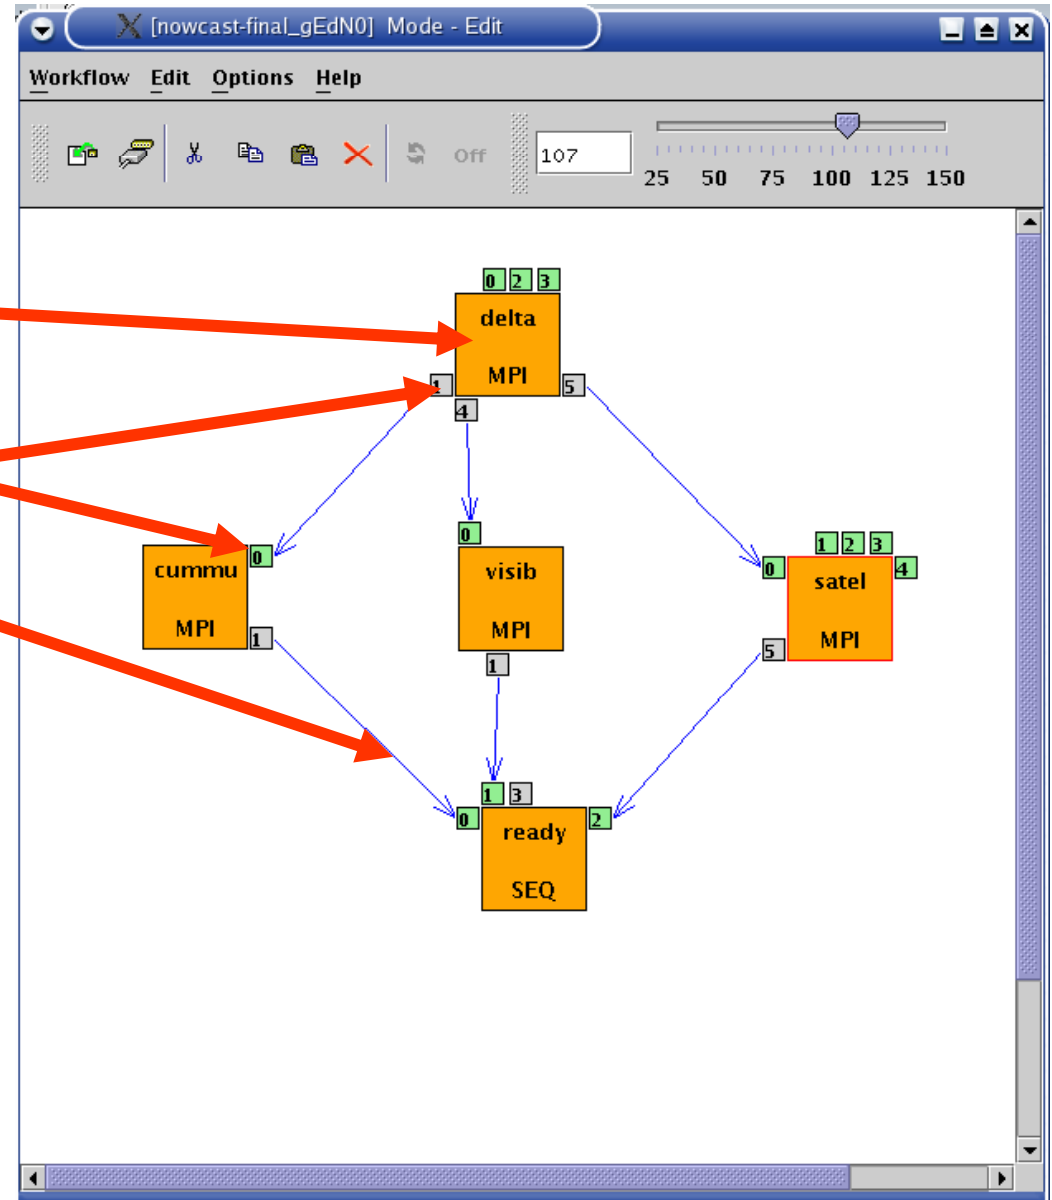 [nowcast-final_gEdN0] Mode - Edit
Workflow Edit Options Help
Off
107
25 50 75 100 125 150
0 2 3
delta
MPI
1 5
4
0
cummu
MPI
1
0
visib
MPI
1
1 2 3
0 4
satel
MPI
5
1 3
0 2
ready
SEQ